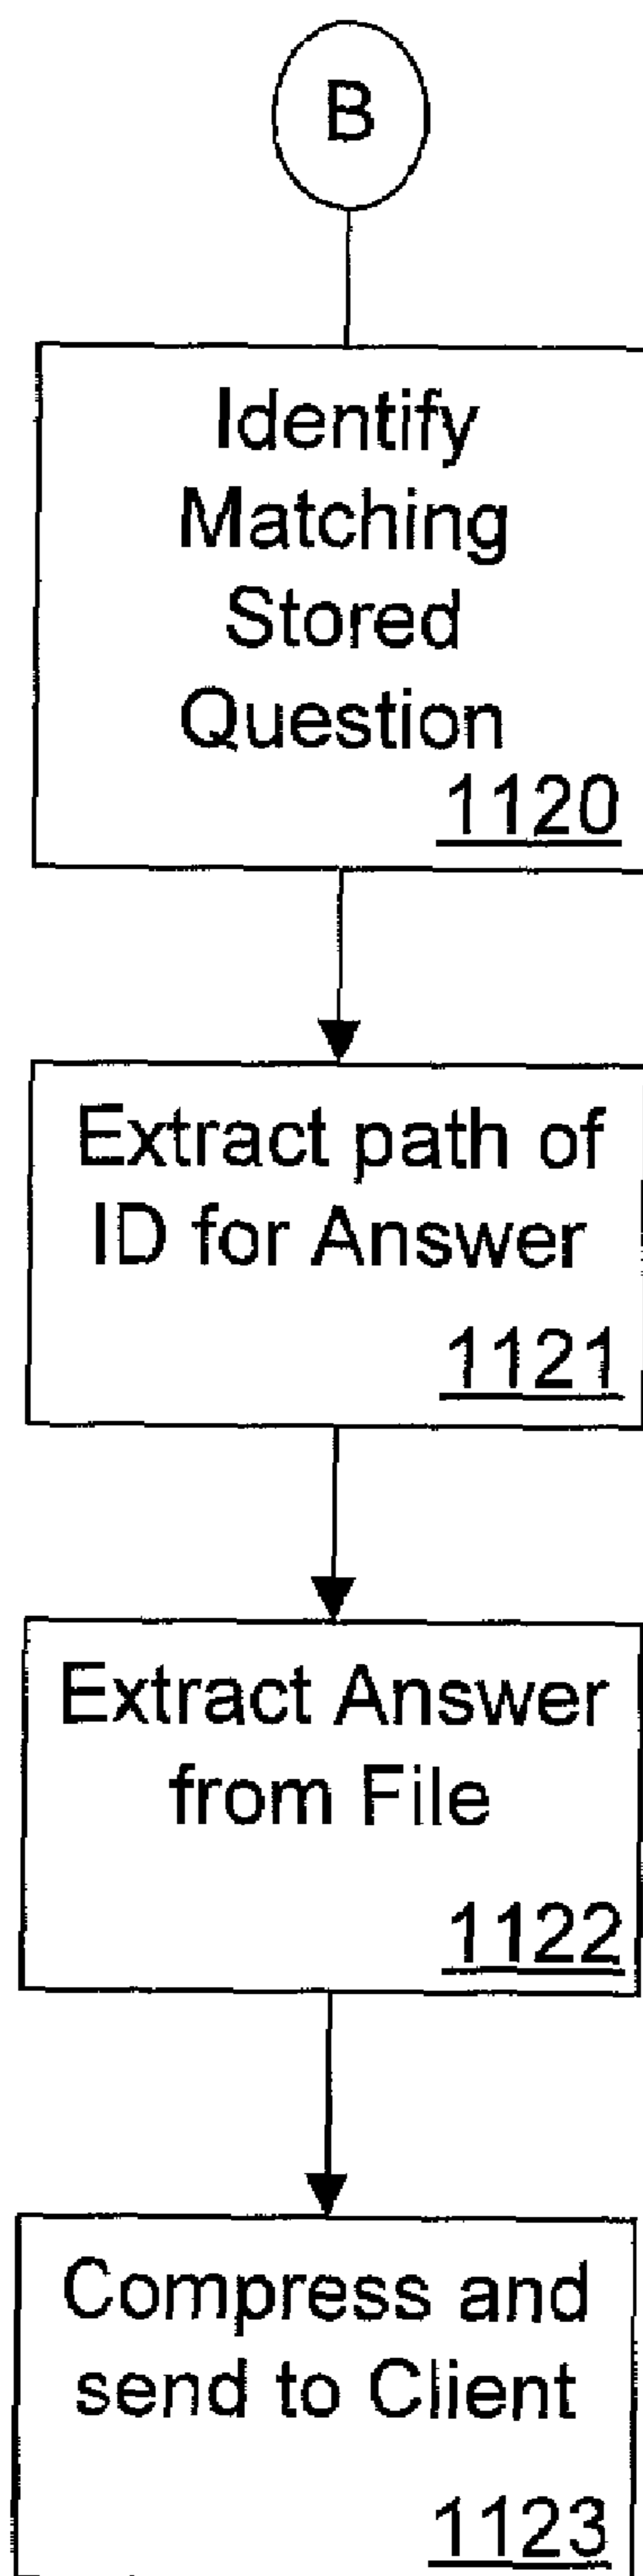 B
Identify
Matching
Stored
Question
1120
Extract path of
ID for Answer
1121
Extract Answer
from File
1122
Compress and
send to Client
1123